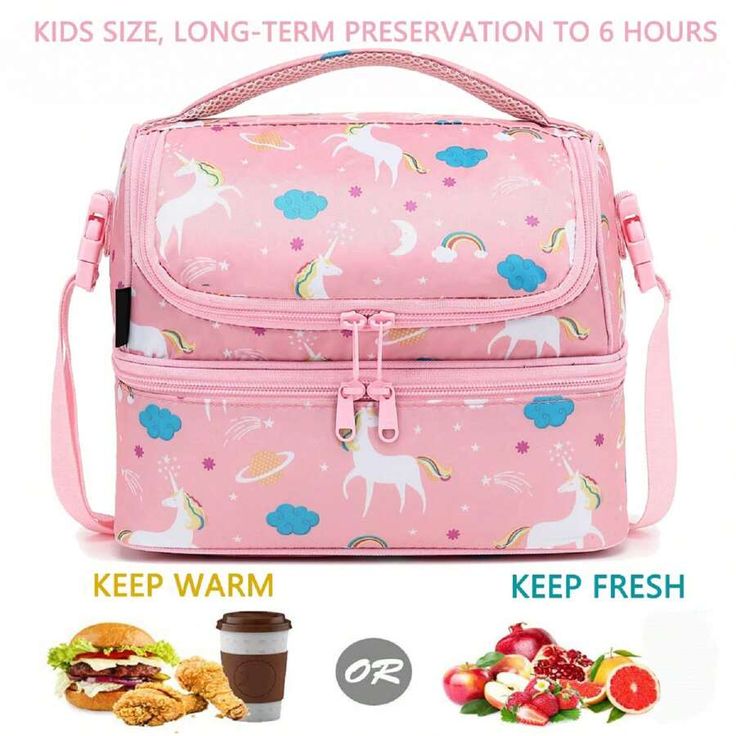 KIDS SIZE, LONG-TERM PRESERVATION TO 6 HOURS
KEEP WARM
KEEP FRESH
OR